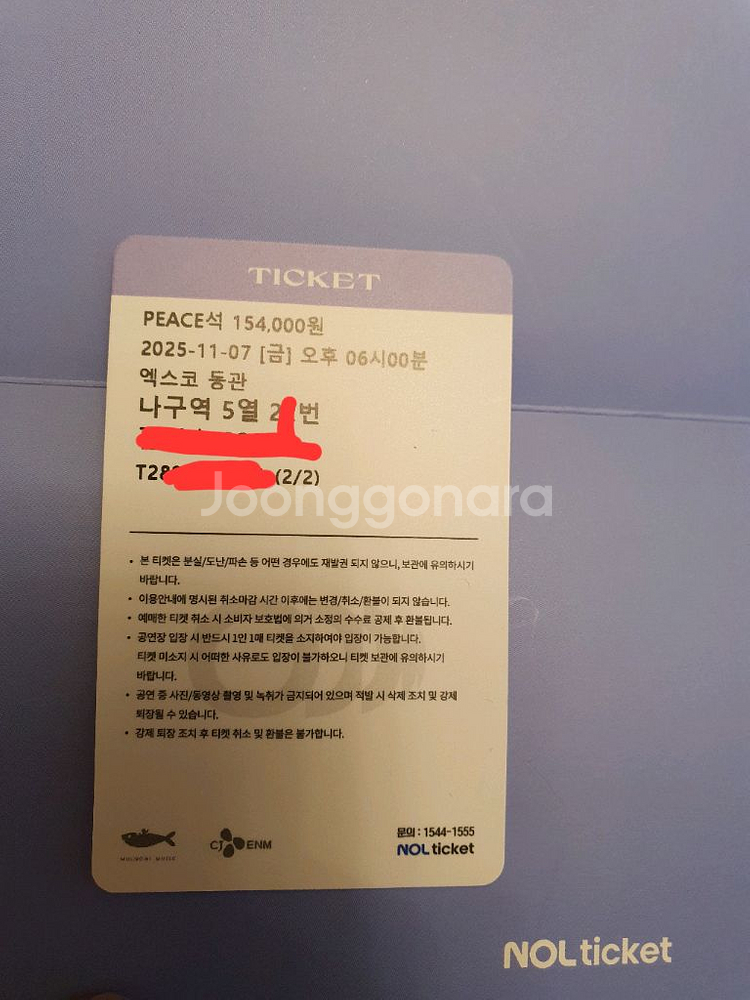 TICKET
PEACE석 154,000원
2025-11-07 [금] 오후 06시00분
엑스코 동관
나구역 5열 2 번
T28 (2/2)
Joonggonara
• 본 티켓은 분실/도난/파손 등 어떤 경우에도 재발권 되지 않으니, 보관에 유의하시기
바랍니다.
• 이용안내에 명시된 취소마감 시간 이후에는 변경/취소/환불이 되지 않습니다.
• 예매한 티켓 취소 시 소비자 보호법에 의거 소정의 수수료 공제 후 환불됩니다.
• 공연장 입장 시 반드시 1인 1매 티켓을 소지하여야 입장이 가능합니다.
티켓 미소지 시 어떠한 사유로도 입장이 불가하오니 티켓 보관에 유의하시기
바랍니다.
• 공연 중 사진/동영상 촬영 및 녹취가 금지되어 있으며 적발 시 삭제 조치 및 강제
퇴장될 수 있습니다.
• 강제 퇴장 조치 후 티켓 취소 및 환불은 불가합니다.
MULGOGI MUSIC
CJ ENM
문의 : 1544-1555
NOL ticket
NOL ticket